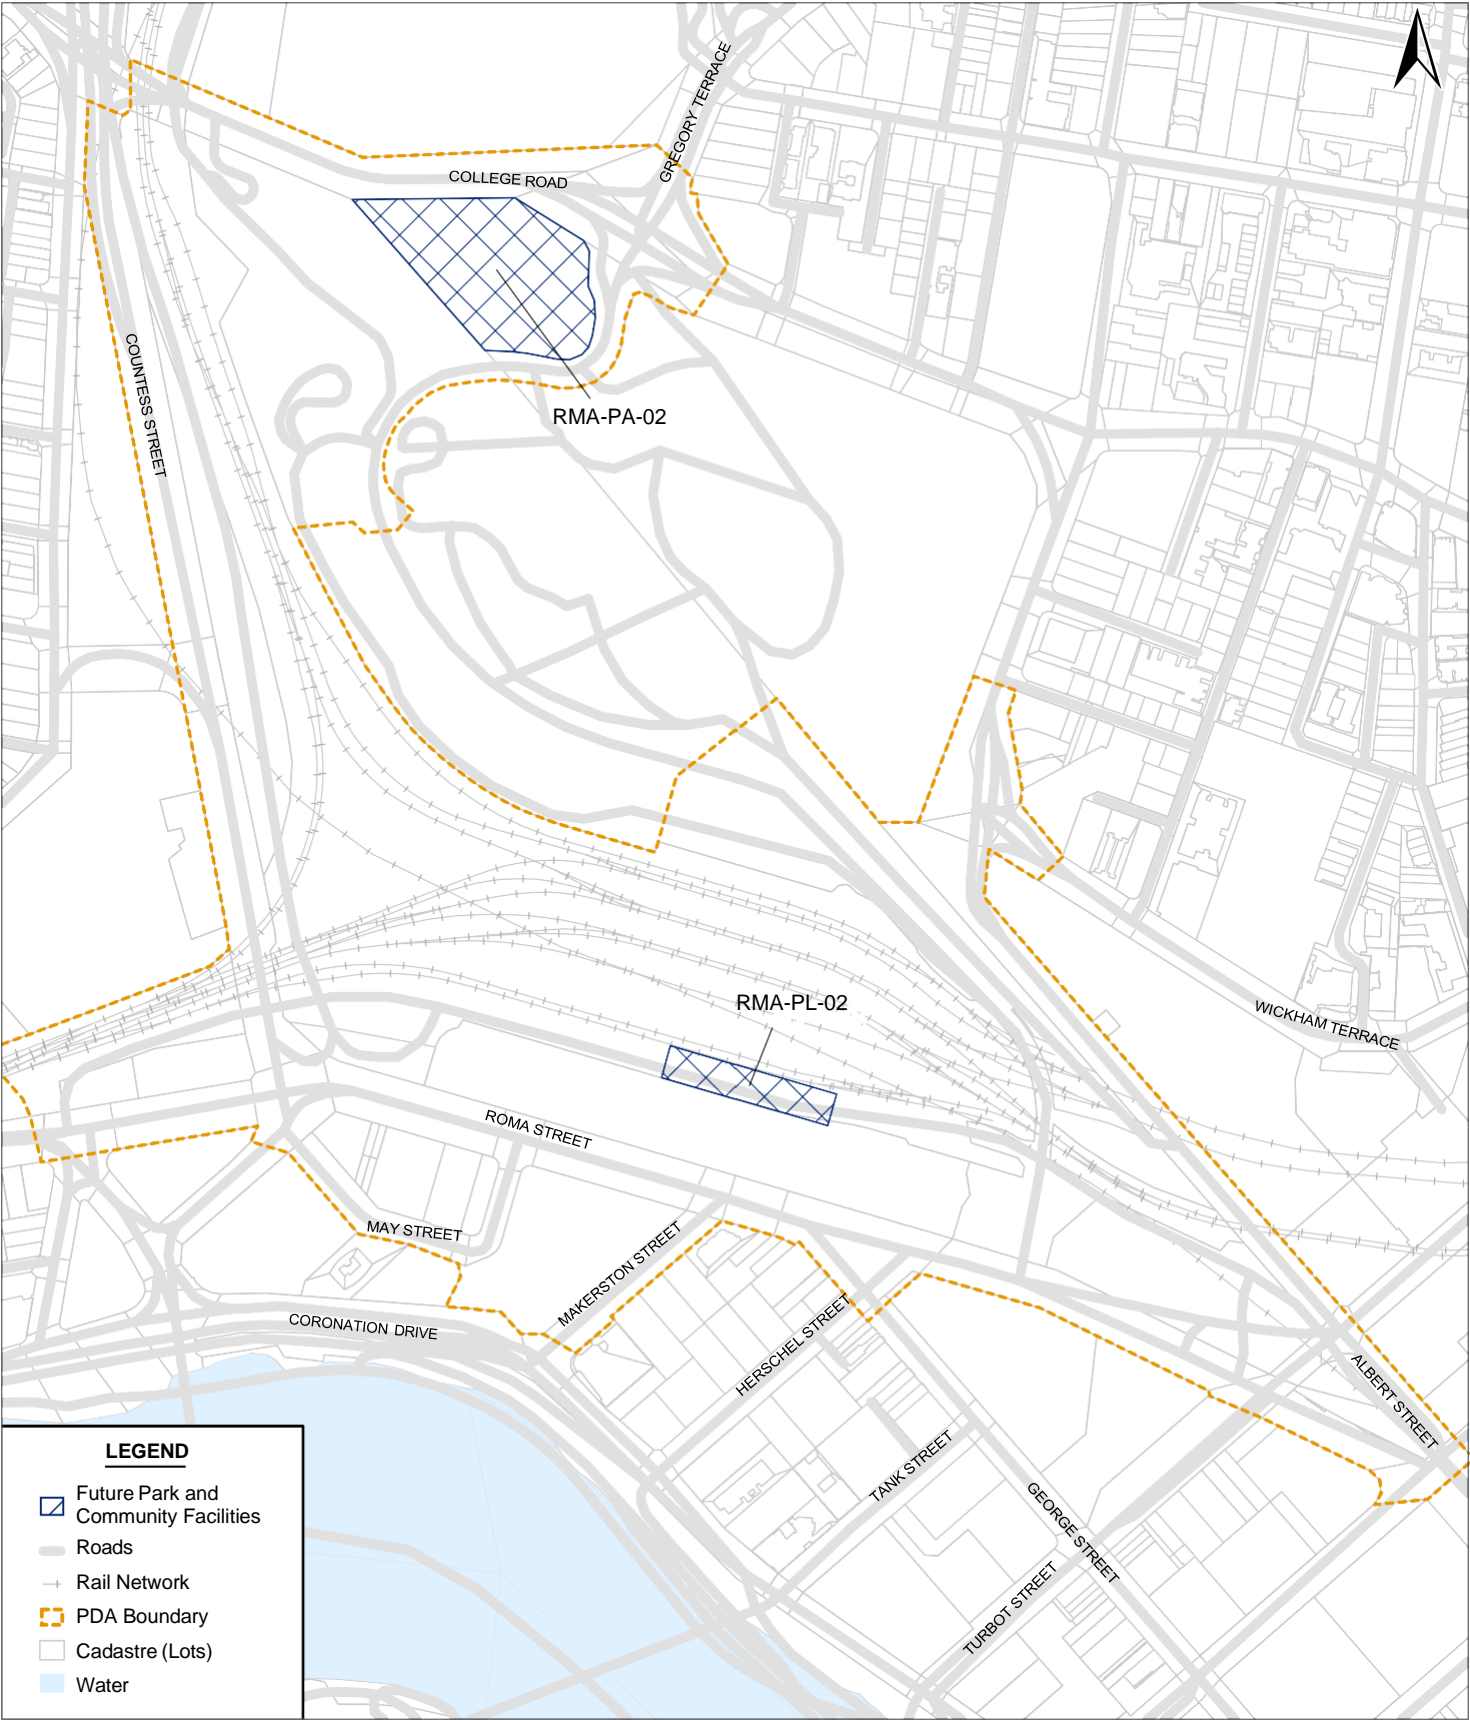 GREGORY TERRACE
COLLEGE ROAD
COUNTESS STREET
RMA-PA-02
RMA-PL-02
WICKHAM TERRACE
ROMA STREET
MAY STREET
MAKERSTON STREET
CORONATION DRIVE
HERSCHEL STREET
ALBERT STREET
TANK STREET
GEORGE STREET
TURBOT STREET
LEGEND
Future Park and
Community Facilities
Roads
Rail Network
PDA Boundary
Cadastre (Lots)
Water